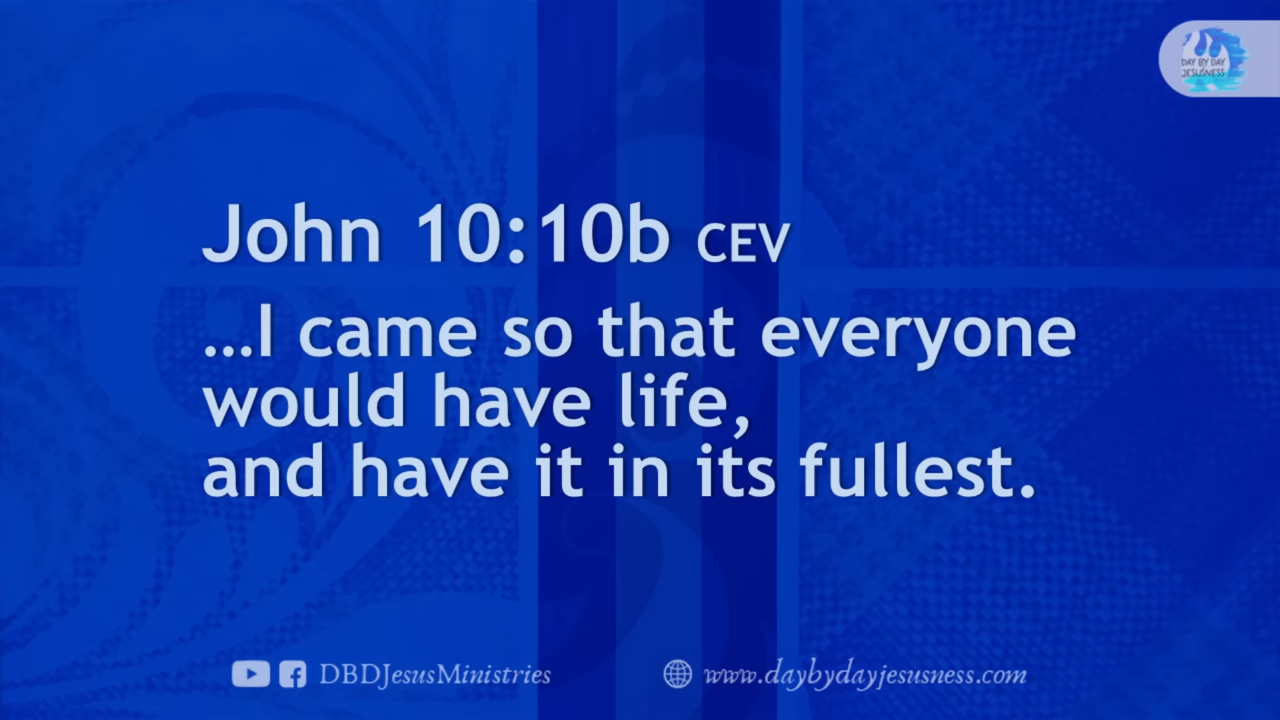 DAY BY DAY
JESUSNESS
John 10:10b CEV
...I came so that everyone
would have life,
and have it in its fullest.
DBDJesusMinistries
www.daybydayjesusness.com